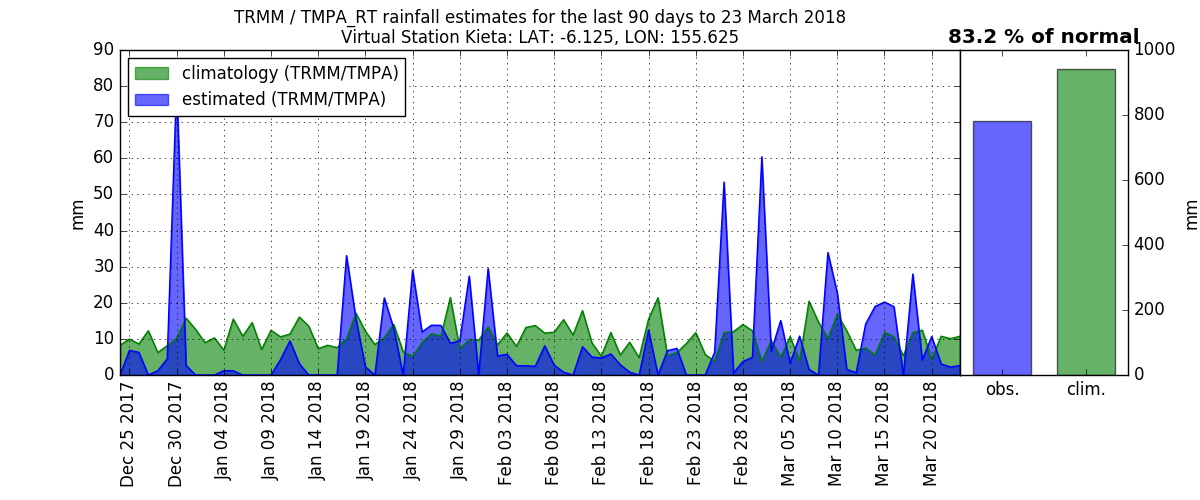 TRMM / TMPA_RT rainfall estimates for the last 90 days to 23 March 2018
Virtual Station Kieta: LAT: -6.125, LON: 155.625
83.2 % of normal
climatology (TRMM/TMPA)
estimated (TRMM/TMPA)
90
80
70
60
50
40
30
20
10
0
mm
Dec 25 2017
Dec 30 2017
Jan 04 2018
Jan 09 2018
Jan 14 2018
Jan 19 2018
Jan 24 2018
Jan 29 2018
Feb 03 2018
Feb 08 2018
Feb 13 2018
Feb 18 2018
Feb 23 2018
Feb 28 2018
Mar 05 2018
Mar 10 2018
Mar 15 2018
Mar 20 2018
obs.
clim.
1000
800
600
400
200
0
mm